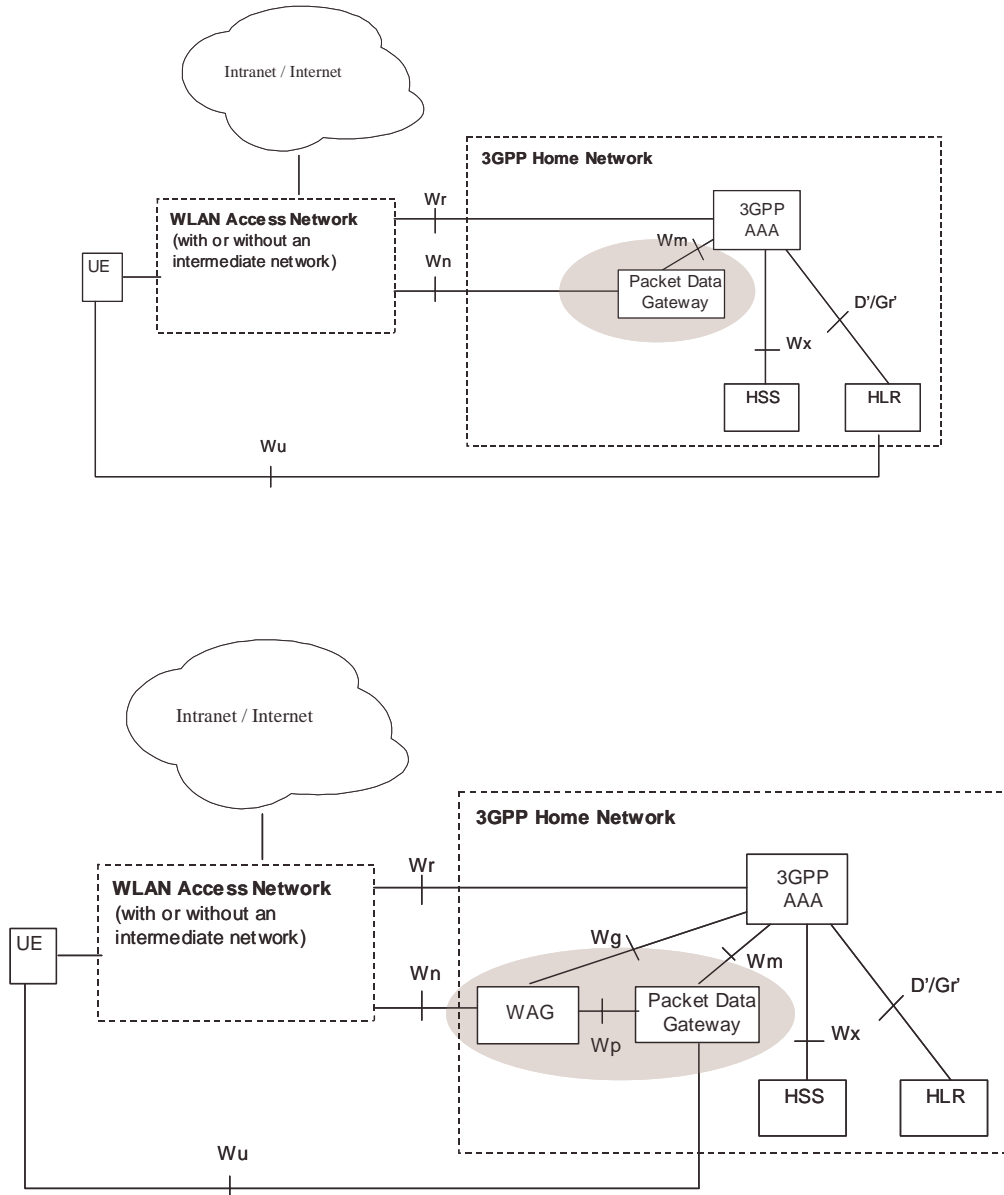 Intranet / Internet
3GPP Home Network
Wr
3GPP
AAA
WLAN Access Network
(with or without an
intermediate network)
Wm
UE
Wn
Packet Data
Gateway
D'/Gr'
Wx
HSS
HLR
Wu
Intranet / Internet
3GPP Home Network
Wr
3GPP
AAA
WLAN Access Network
(with or without an
intermediate network)
UE
Wg
Wm
Wn
D'/Gr'
WAG
Packet Data
Gateway
Wp
Wx
HSS
HLR
Wu